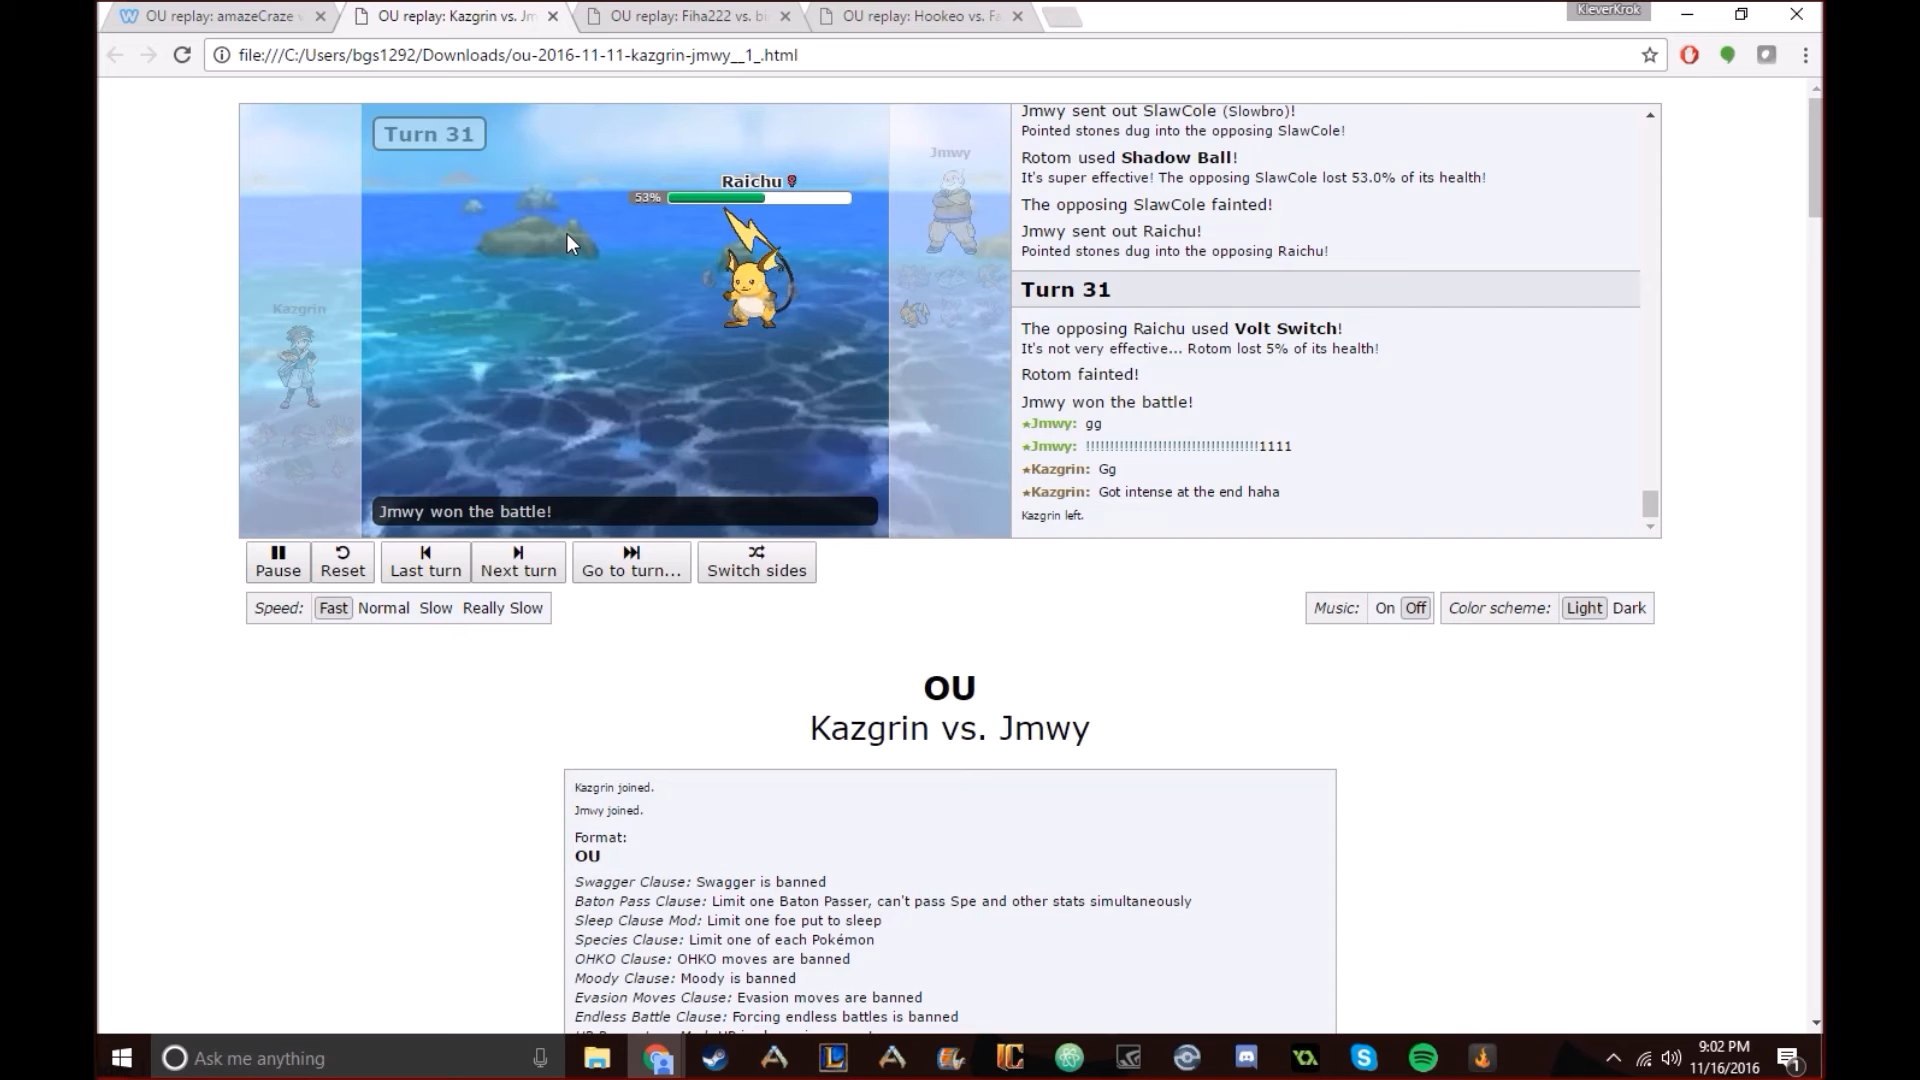 OU replay: amazeCraze v
OU replay: Kazgrin vs. Jm
OU replay: Fiha222 vs. bi
OU replay: Hookeo vs. Fa
KleverKrok
file:///C:/Users/bgs1292/Downloads/ou-2016-11-11-kazgrin-jmwy__1_.html
Turn 31
Raichu
53%
Jmwy
Kazgrin
Jmwy won the battle!
Jmwy sent out SlawCole (Slowbro)!
Pointed stones dug into the opposing SlawCole!
Rotom used Shadow Ball!
It's super effective! The opposing SlawCole lost 53.0% of its health!
The opposing SlawCole fainted!
Jmwy sent out Raichu!
Pointed stones dug into the opposing Raichu!
Turn 31
The opposing Raichu used Volt Switch!
It's not very effective... Rotom lost 5% of its health!
Rotom fainted!
Jmwy won the battle!
★Jmwy: gg
★Jmwy: !!!!!!!!!!!!!!!!!!!!!!!!!!!!!!!!!!!!1111
★Kazgrin: Gg
★Kazgrin: Got intense at the end haha
Kazgrin left.
Pause
Reset
Last turn
Next turn
Go to turn...
Switch sides
Speed: Fast Normal Slow Really Slow
Music: On Off
Color scheme: Light Dark
OU
Kazgrin vs. Jmwy
Kazgrin joined.
Jmwy joined.
Format:
OU
Swagger Clause: Swagger is banned
Baton Pass Clause: Limit one Baton Passer, can't pass Spe and other stats simultaneously
Sleep Clause Mod: Limit one foe put to sleep
Species Clause: Limit one of each Pokémon
OHKO Clause: OHKO moves are banned
Moody Clause: Moody is banned
Evasion Moves Clause: Evasion moves are banned
Endless Battle Clause: Forcing endless battles is banned
Ask me anything
9:02 PM
11/16/2016
1